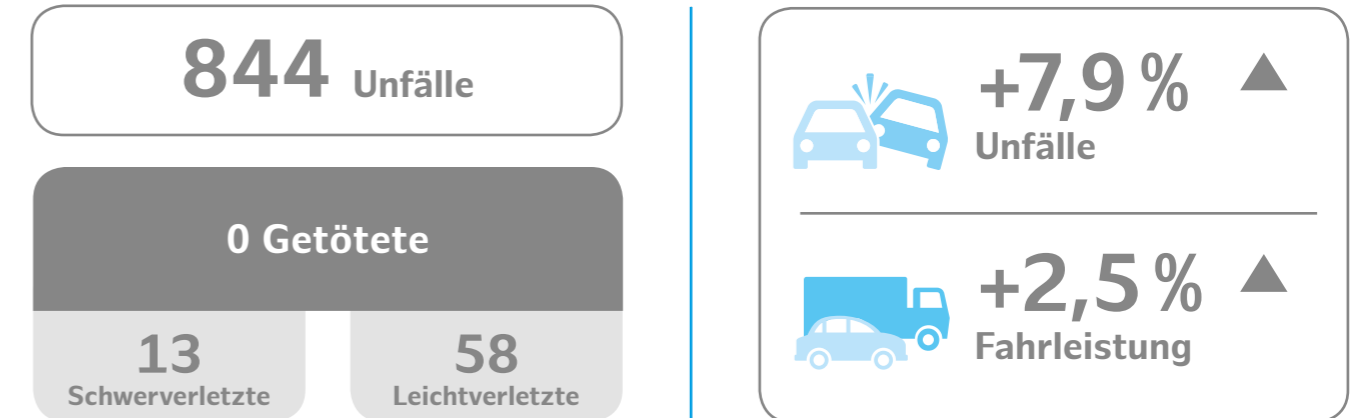 844 Unfälle
0 Getötete
13
Schwerverletzte
58
Leichtverletzte
+7,9 %
Unfälle
+2,5 %
Fahrleistung